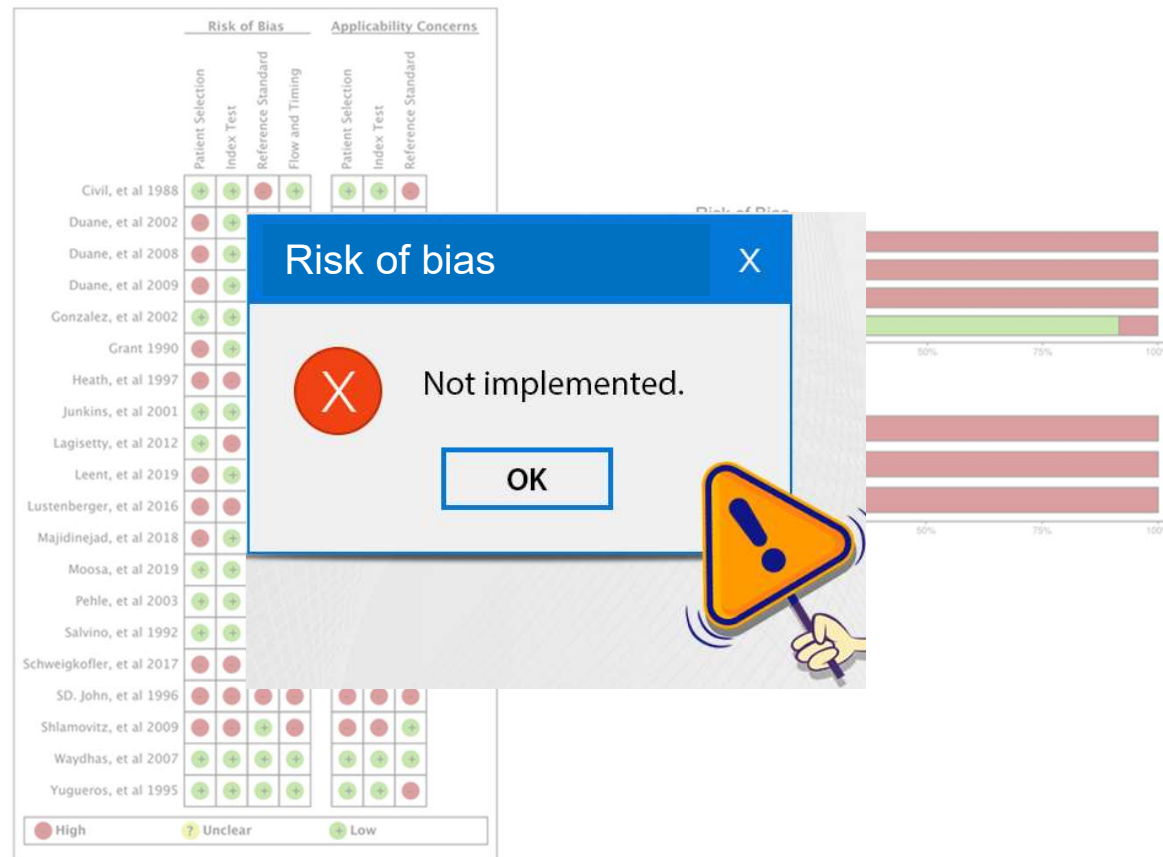 Risk of Bias
Applicability Concerns
Patient Selection
Index Test
Reference Standard
Flow and Timing
Patient Selection
Index Test
Reference Standard
Civil, et al 1988
Duane, et al 2002
Duane, et al 2008
Duane, et al 2009
Gonzalez, et al 2002
Grant 1990
Heath, et al 1997
Junkins, et al 2001
Lagisetty, et al 2012
Leent, et al 2019
Lustenberger, et al 2016
Majidinejad, et al 2018
Moosa, et al 2019
Pehle, et al 2003
Salvino, et al 1992
Schweigkofler, et al 2017
SD. John, et al 1996
Shlamovitz, et al 2009
Waydhas, et al 2007
Yugueros, et al 1995
High
? Unclear
+ Low
Risk of bias
X
X
Not implemented.
OK
Risk of Bias
50% 75% 100%
50% 75% 100%